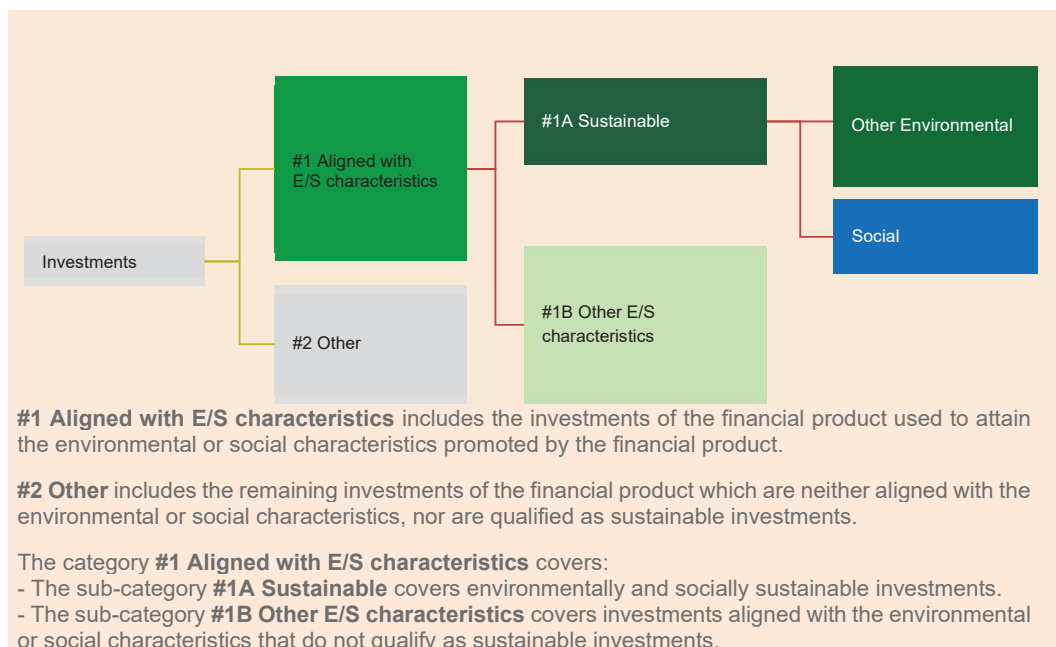 #1A Sustainable
Other Environmental
#1 Aligned with
E/S characteristics
Social
Investments
#1B Other E/S
characteristics
#2 Other
#1 Aligned with E/S characteristics includes the investments of the financial product used to attain
the environmental or social characteristics promoted by the financial product.
#2 Other includes the remaining investments of the financial product which are neither aligned with the
environmental or social characteristics, nor are qualified as sustainable investments.
The category #1 Aligned with E/S characteristics covers:
- The sub-category #1A Sustainable covers environmentally and socially sustainable investments.
- The sub-category #1B Other E/S characteristics covers investments aligned with the environmental
or social characteristics that do not qualify as sustainable investments.